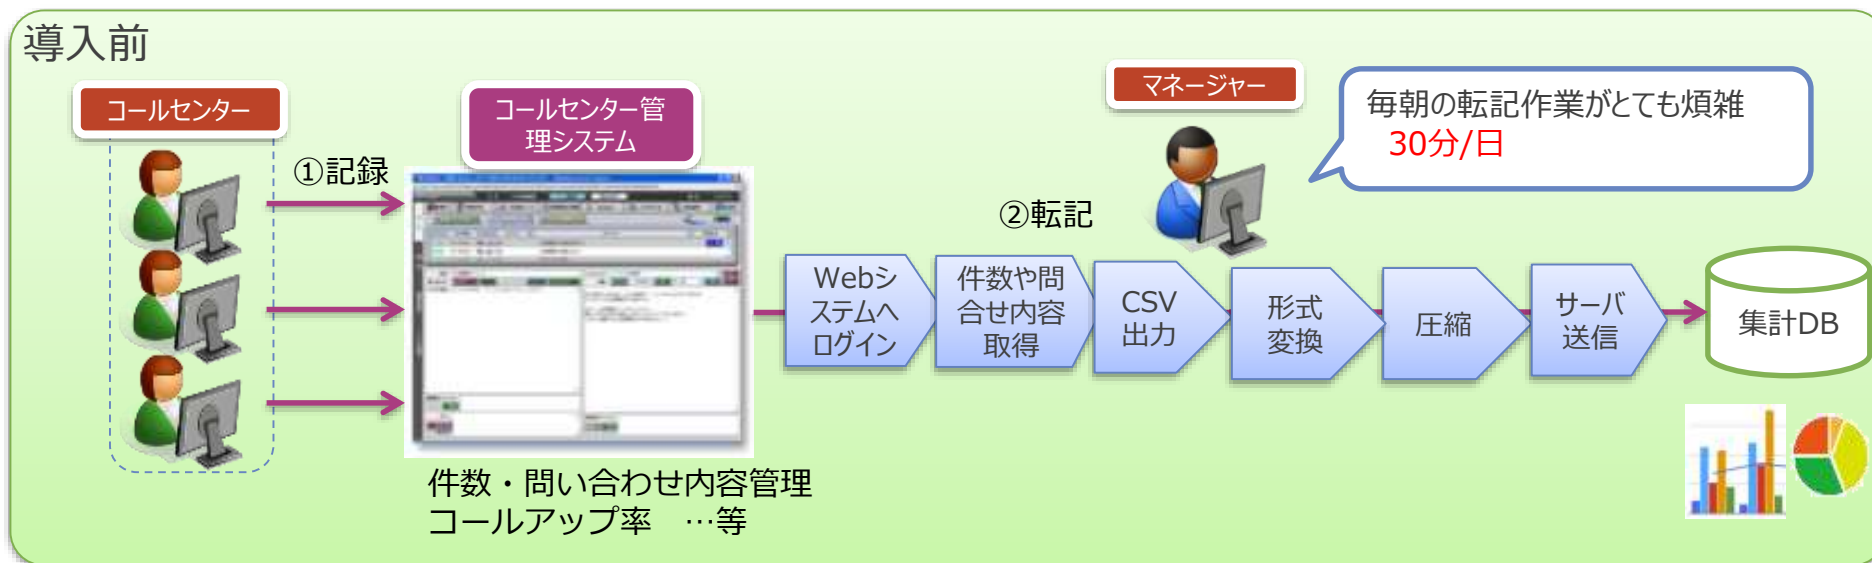 導入前
コールセンター
コールセンター管
理システム
マネージャー
毎朝の転記作業がとても煩雑
30分/日
①記録
②転記
Webシ
ステムへ
ログイン
件数や問
合せ内容
取得
CSV
出力
形式
変換
圧縮
サーバ
送信
集計DB
件数・問い合わせ内容管理
コールアップ率　…等